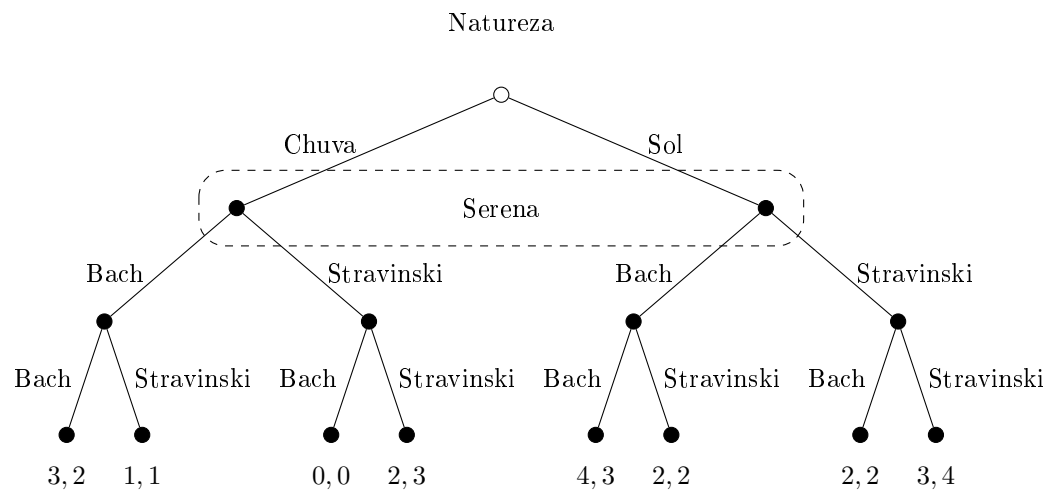 Natureza
Chuva Sol
Serena
Bach Stravinski Bach Stravinski
Bach Stravinski Bach Stravinski Bach Stravinski Bach Stravinski
3, 2 1, 1 0, 0 2, 3 4, 3 2, 2 2, 2 3, 4